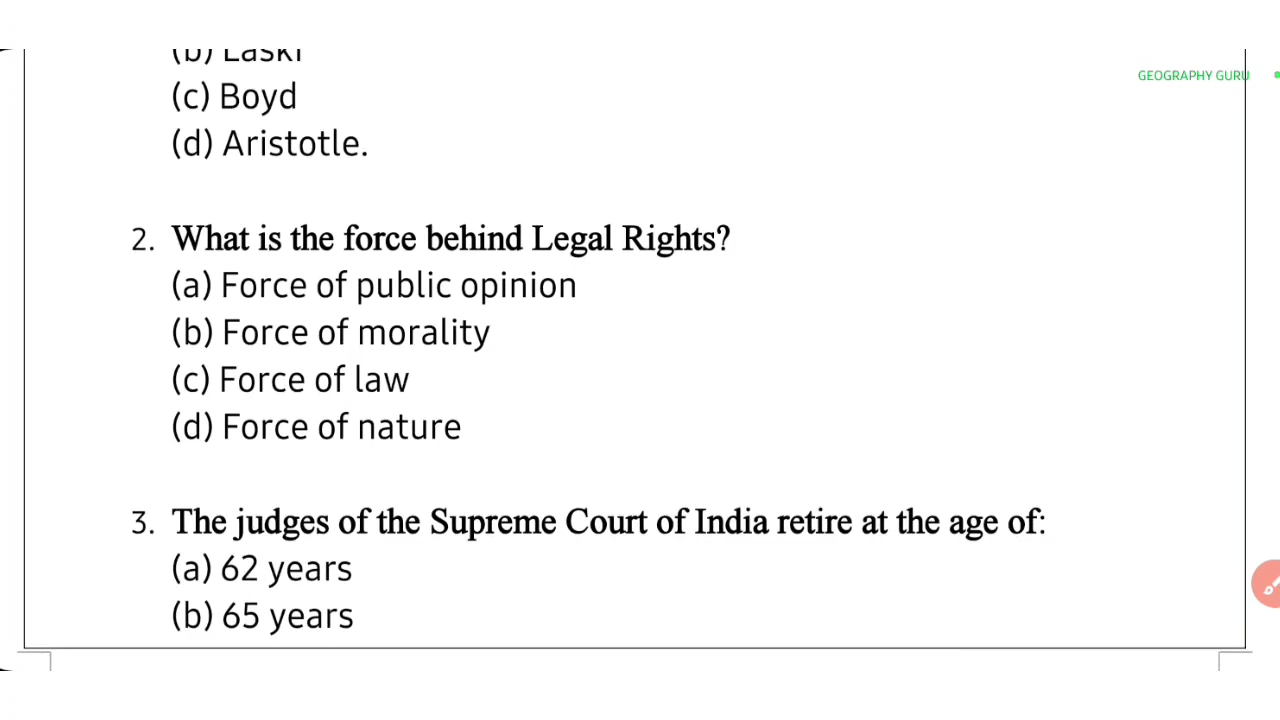 (b) Laski
GEOGRAPHY GURU
(c) Boyd
(d) Aristotle.
2. What is the force behind Legal Rights?
(a) Force of public opinion
(b) Force of morality
(c) Force of law
(d) Force of nature
3. The judges of the Supreme Court of India retire at the age of:
(a) 62 years
(b) 65 years